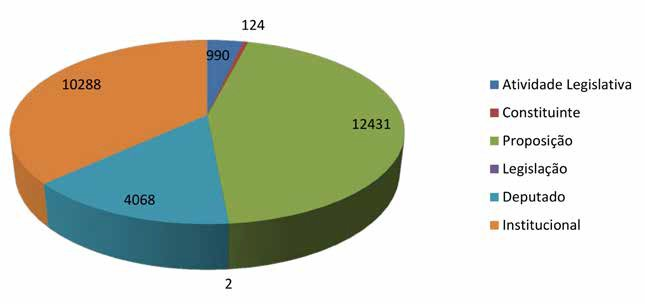 124
990
10288
12431
4068
2
Atividade Legislativa
Constituinte
Proposição
Legislação
Deputado
Institucional